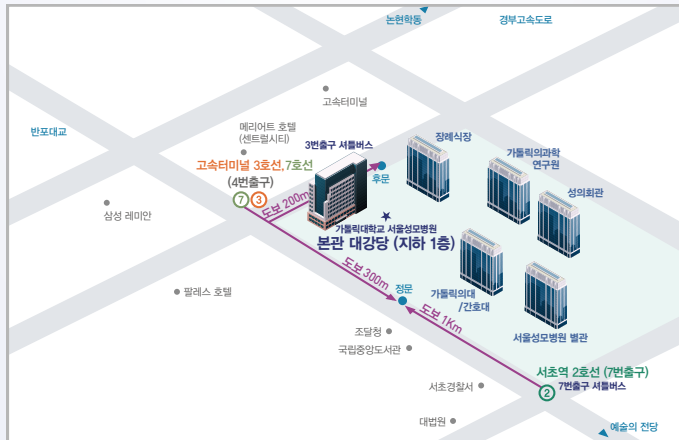 논현학동
경부고속도로
고속터미널
반포대교
메리어트 호텔
(센트럴시티)
3번출구 셔틀버스
장례식장
가톨릭의과학
연구원
고속터미널 3호선, 7호선
(4번출구)
후문
성의회관
7
3
도보 200m
삼성 레미안
가톨릭대학교 서울성모병원
본관 대강당 (지하 1층)
도보 300m
팔레스 호텔
정문
가톨릭의대
/간호대
도보 1Km
서울성모병원 별관
조달청
국립중앙도서관
서초역 2호선 (7번출구)
7번출구 셔틀버스
서초경찰서
2
대법원
예술의 전당